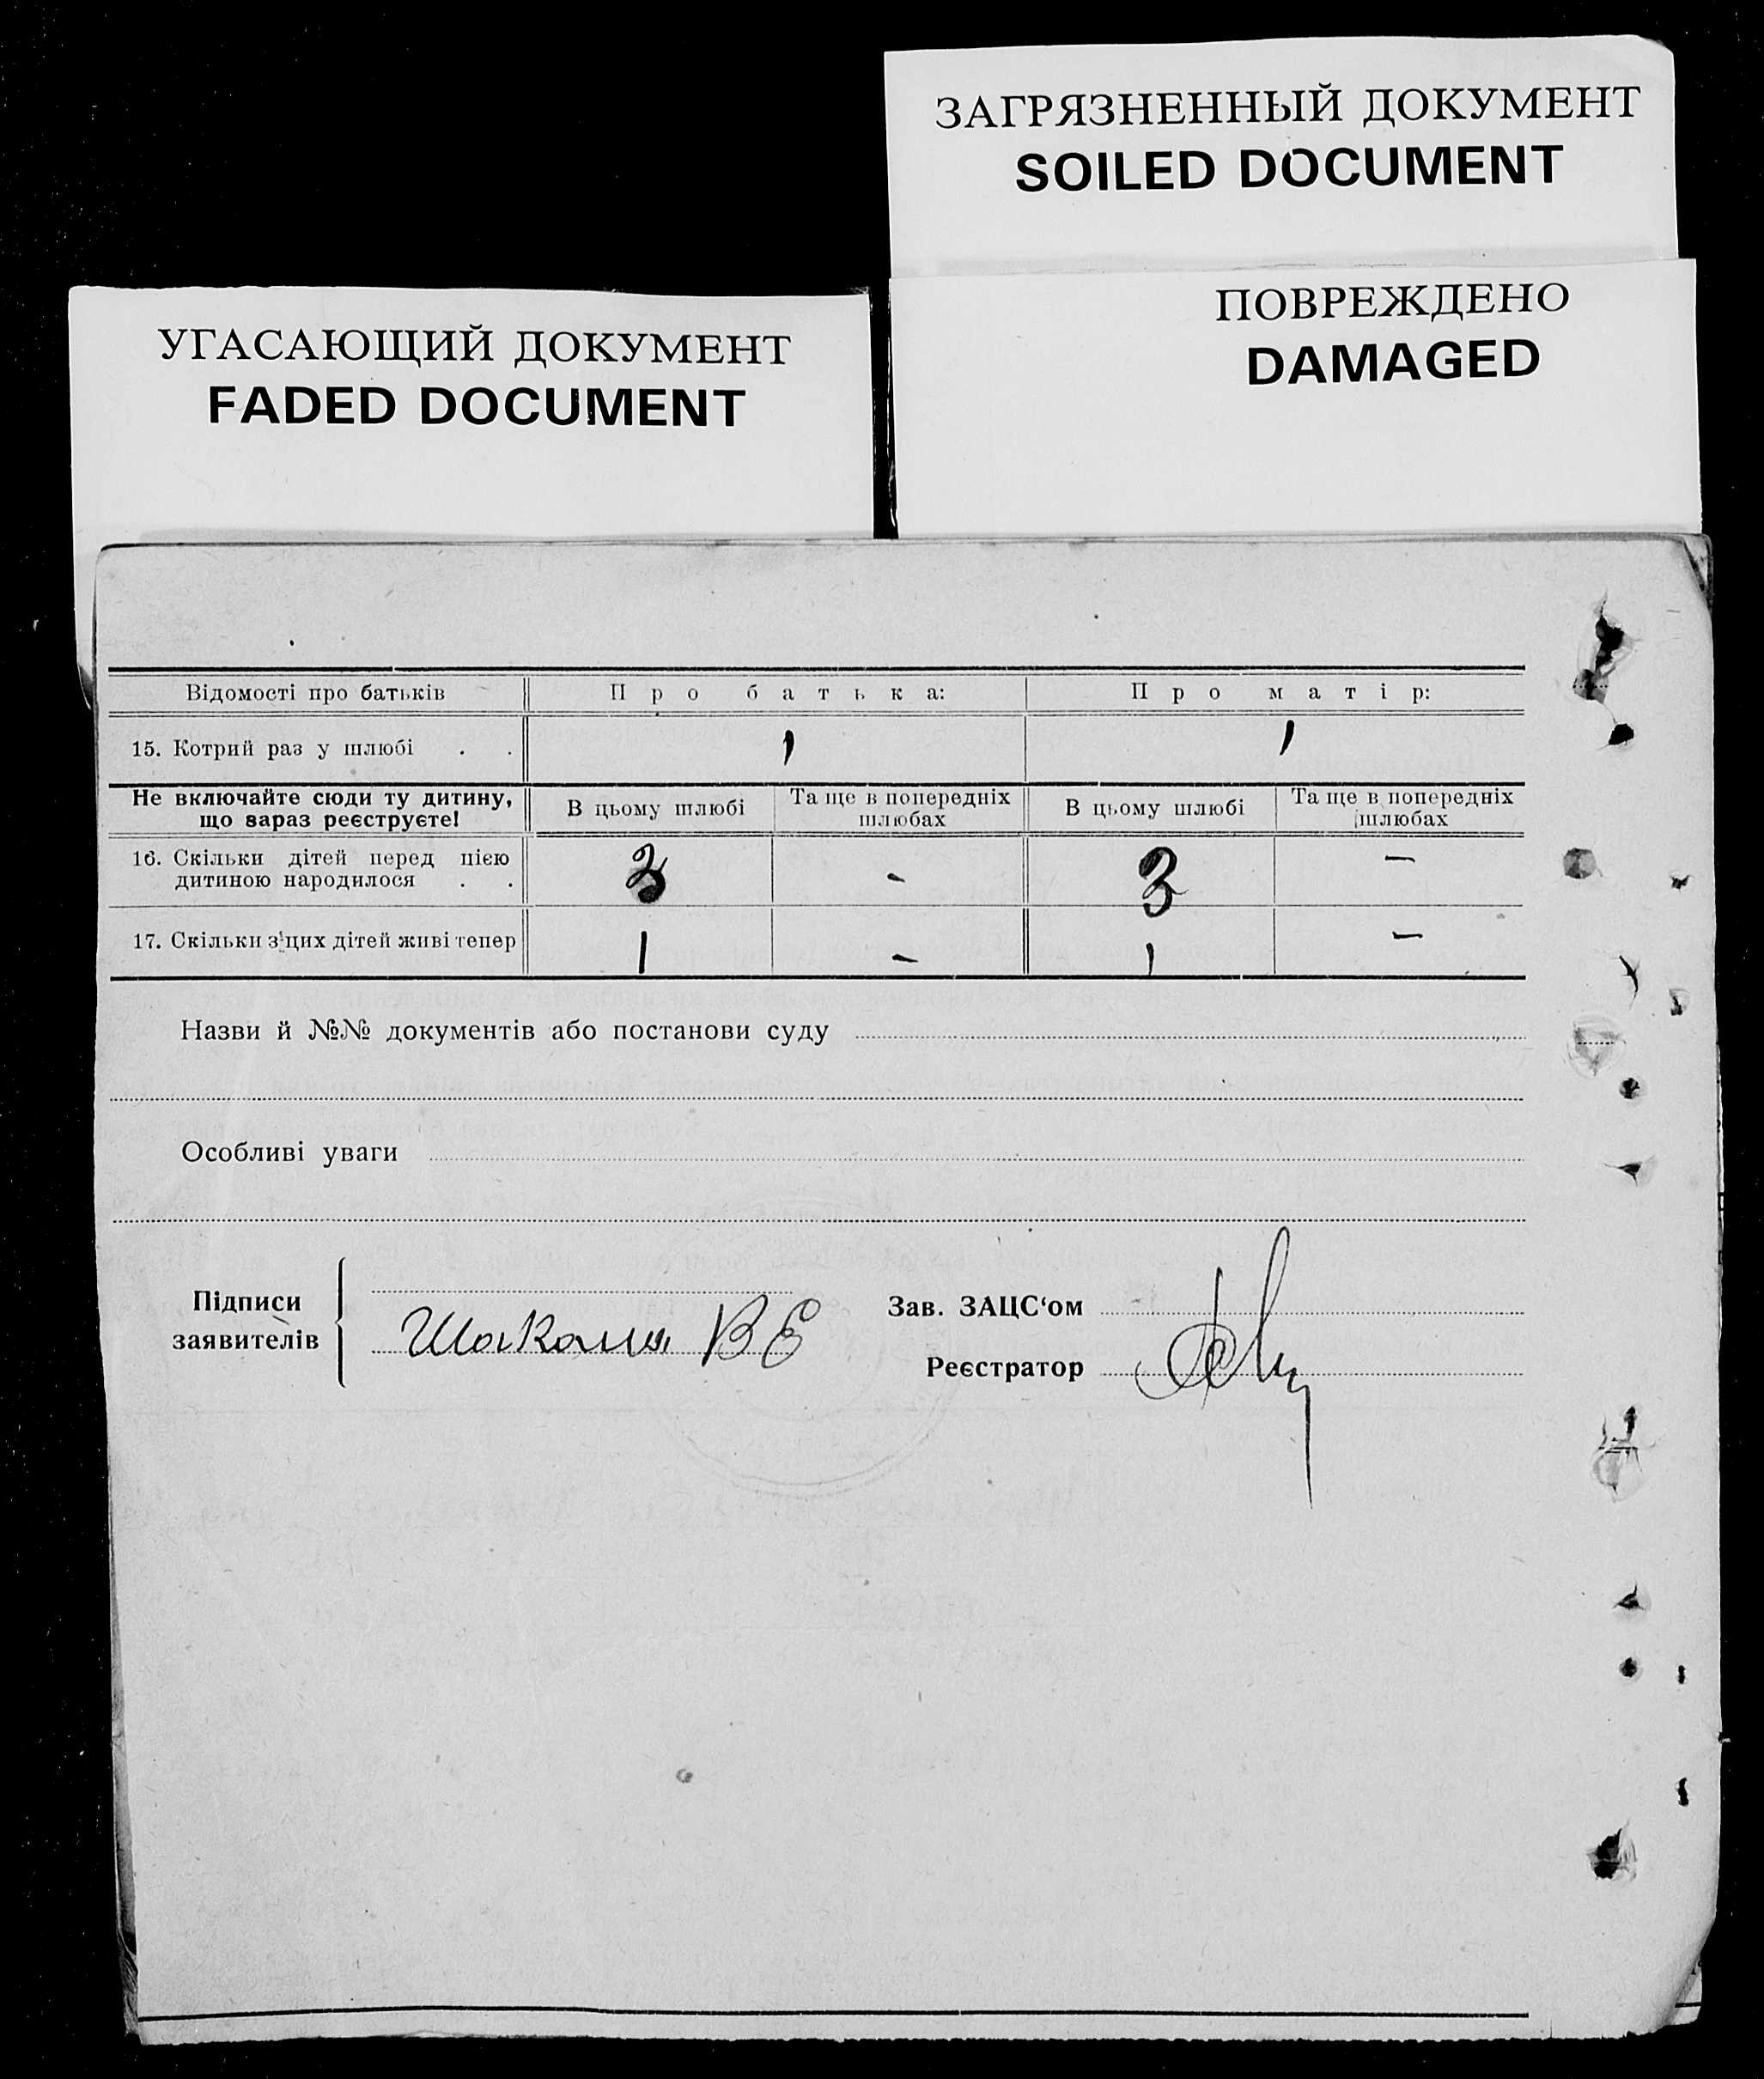 ЗАГРЯЗНЕННЫЙ ДОКУМЕНТ
SOILED DOCUMENT
ПОВРЕЖДЕНО
DAMAGED
УГАСАЮЩИЙ ДОКУМЕНТ
FADED DOCUMENT
Відомості про батьків Про батька: Про матір:
15. Котрий раз у шлюбі . . 1 1
Не включайте сюди ту дитину, що зараз реєструєте! В цьому шлюбі Та ще в попередніх шлюбах В цьому шлюбі Та ще в попередніх шлюбах
16. Скільки дітей перед цією
дитиною народилося . . 3 - 3 -
17. Скільки з цих дітей живі тепер 1 - 1 -
Назви й №№ документів або постанови суду
Особливі уваги
Підписи
заявителів
В Е
Зав. ЗАЦС'ом
Реєстратор